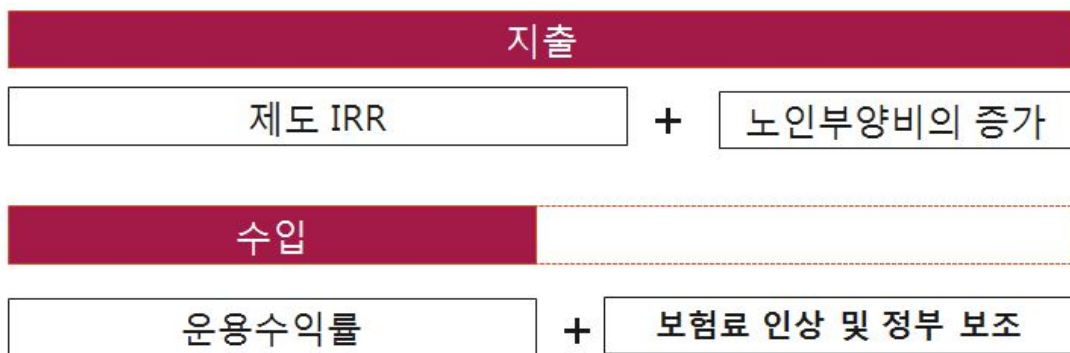 지출
제도 IRR + 노인부양비의 증가
수입
운용수익률 + 보험료 인상 및 정부 보조